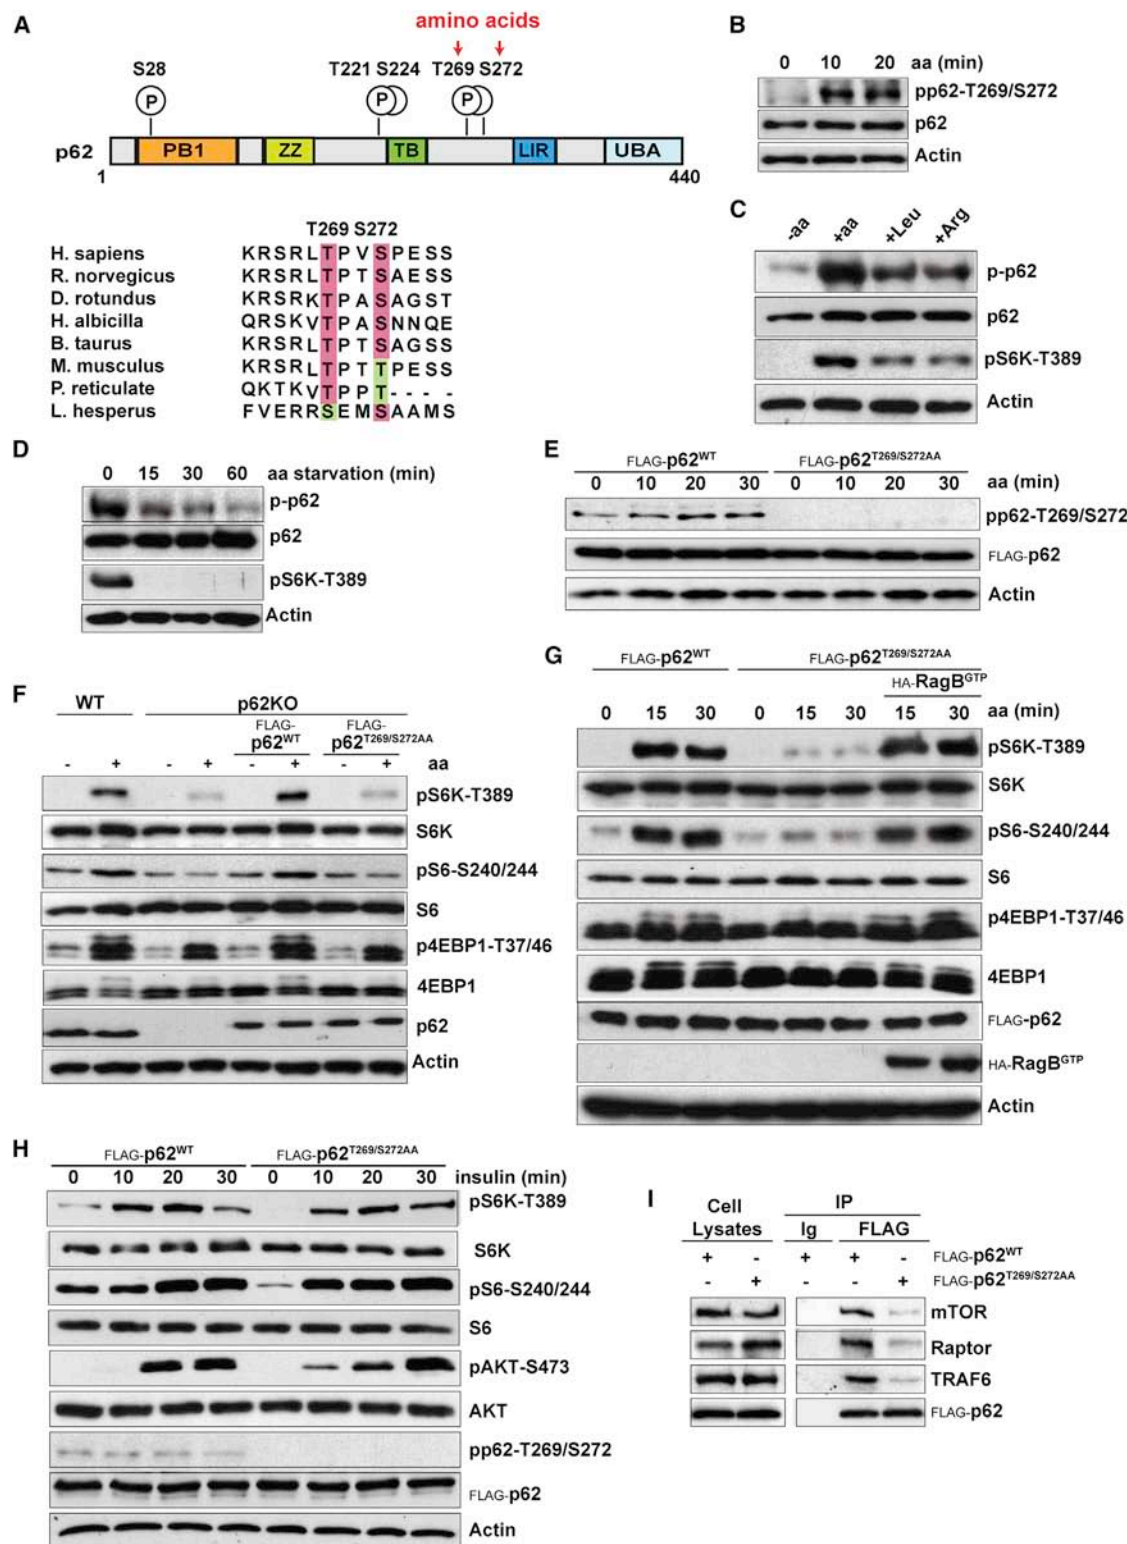 A
amino acids
S28 T221 S224 T269 S272
P P P
p62 PB1 ZZ TB LIR UBA
1 440
T269 S272
H. sapiens K R S R L T P V S P E S S
R. norvegicus K R S R L T P T S A E S S
D. rotundus K R S R K T P A S A G S T
H. albicilla Q R S K V T P A S N N Q E
B. taurus K R S R L T P T S A G S S
M. musculus K R S R L T P T T P E S S
P. reticulate Q K T K V T P P T - - - -
L. hesperus F V E R R S E M S A A M S
B
0 10 20 aa (min)
pp62-T269/S272
p62
Actin
C
-aa +aa +Leu +Arg
p-p62
p62
pS6K-T389
Actin
D
0 15 30 60 aa starvation (min)
p-p62
p62
pS6K-T389
Actin
E
FLAG-p62WT FLAG-p62T269/S272AA
0 10 20 30 0 10 20 30 aa (min)
pp62-T269/S272
FLAG-p62
Actin
F
WT p62KO
FLAG- FLAG-
p62WT p62T269/S272AA
- + - + - + - + aa
pS6K-T389
S6K
pS6-S240/244
S6
p4EBP1-T37/46
4EBP1
p62
Actin
G
FLAG-p62WT FLAG-p62T269/S272AA
HA-RagBGTP
0 15 30 0 15 30 15 30 aa (min)
pS6K-T389
S6K
pS6-S240/244
S6
p4EBP1-T37/46
4EBP1
FLAG-p62
HA-RagBGTP
Actin
H
FLAG-p62WT FLAG-p62T269/S272AA
0 10 20 30 0 10 20 30 insulin (min)
pS6K-T389
S6K
pS6-S240/244
S6
pAKT-S473
AKT
pp62-T269/S272
FLAG-p62
Actin
I
Cell IP
Lysates Ig FLAG
+ - + + - FLAG-p62WT
- + - - + FLAG-p62T269/S272AA
mTOR
Raptor
TRAF6
FLAG-p62